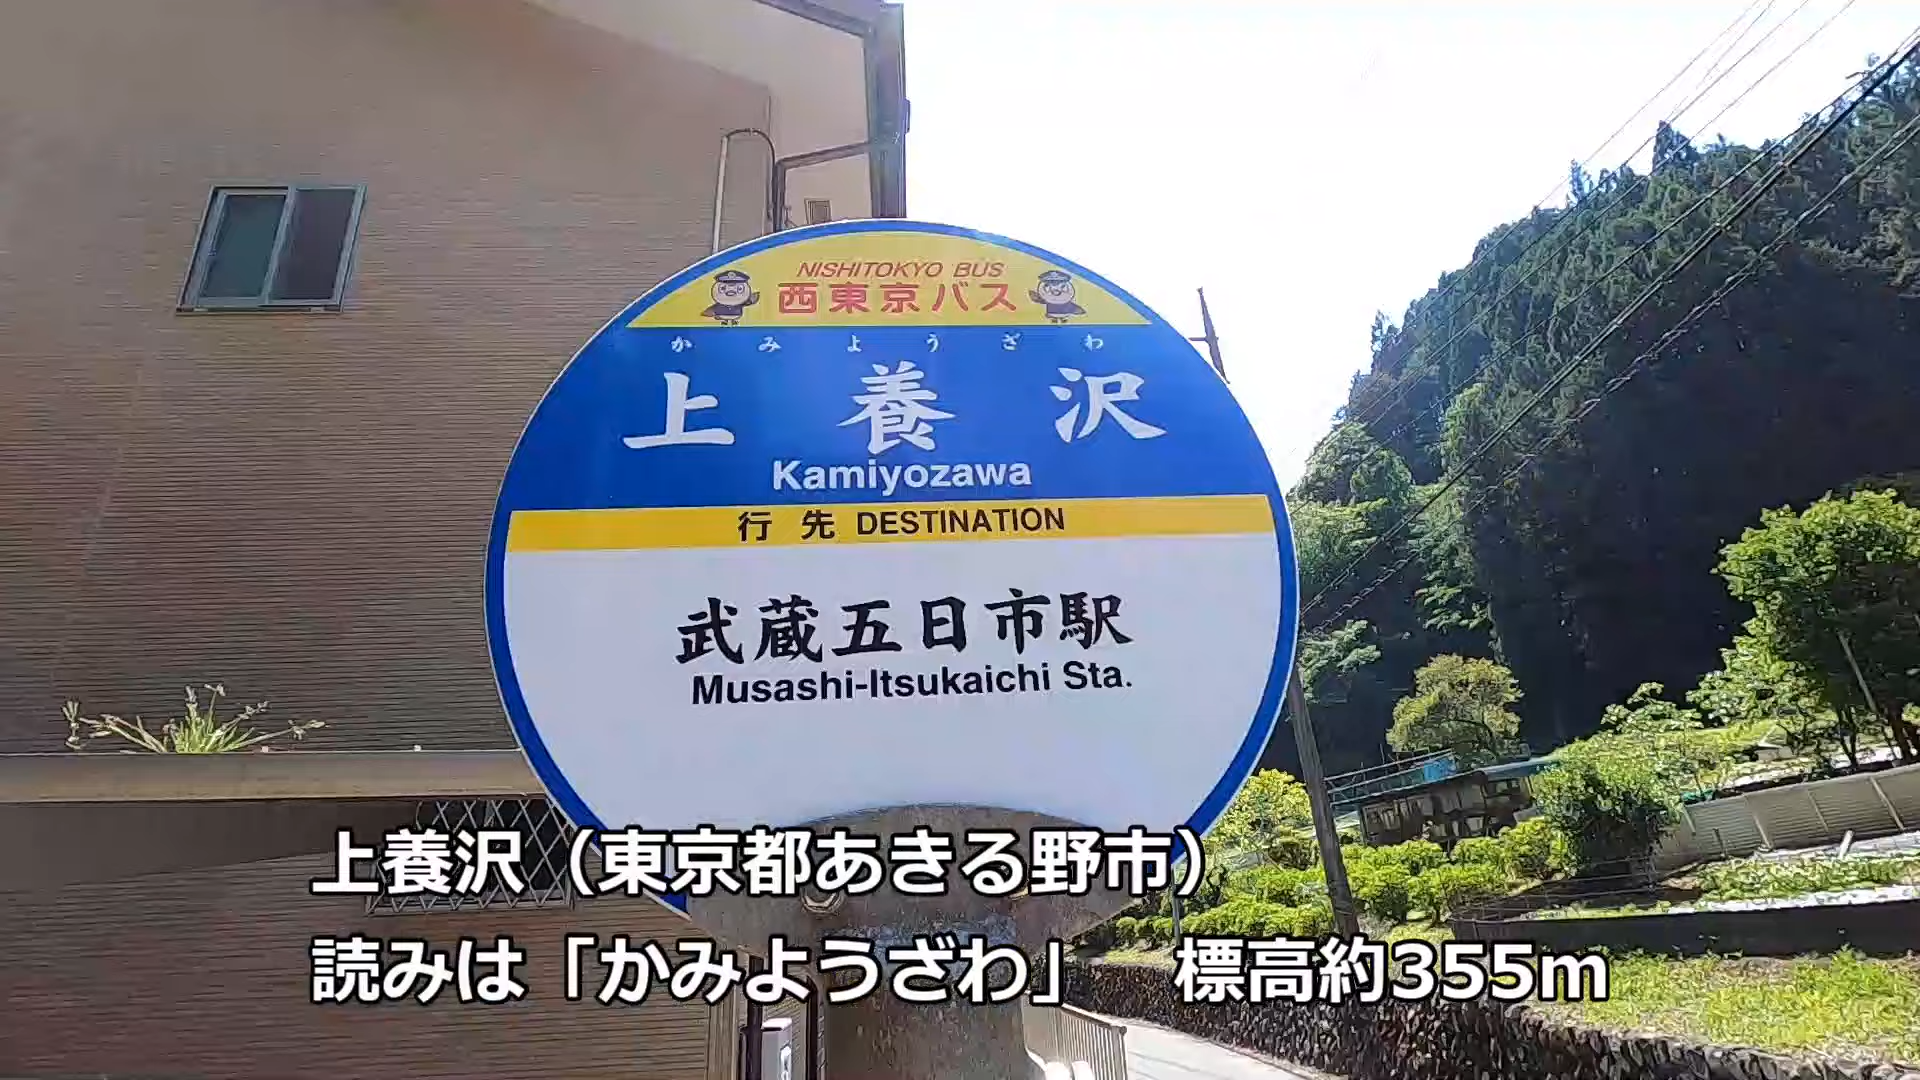 NISHITOKYO BUS
西東京バス
かみようざわ
上養沢
Kamiyozawa
行先 DESTINATION
武蔵五日市駅
Musashi-Itsukaichi Sta.
上養沢（東京都あきる野市）
読みは「かみようざわ」 標高約355m